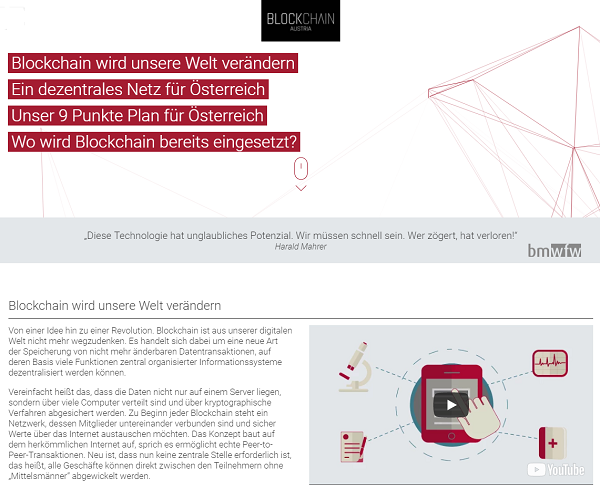 BLOCKCHAIN
AUSTRIA
Blockchain wird unsere Welt verändern
Ein dezentrales Netz für Österreich
Unser 9 Punkte Plan für Österreich
Wo wird Blockchain bereits eingesetzt?
„Diese Technologie hat unglaubliches Potenzial. Wir müssen schnell sein. Wer zögert, hat verloren!“
Harald Mahrer
bmwfw
Blockchain wird unsere Welt verändern
Von einer Idee hin zu einer Revolution. Blockchain ist aus unserer digitalen
Welt nicht mehr wegzudenken. Es handelt sich dabei um eine neue Art
der Speicherung von nicht mehr änderbaren Datentransaktionen, auf
deren Basis viele Funktionen zentral organisierter Informationssysteme
dezentralisiert werden können.
Vereinfacht heißt das, dass die Daten nicht nur auf einem Server liegen,
sondern über viele Computer verteilt sind und über kryptographische
Verfahren abgesichert werden. Zu Beginn jeder Blockchain steht ein
Netzwerk, dessen Mitglieder untereinander verbunden sind und sicher
Werte über das Internet austauschen möchten. Das Konzept baut auf
dem herkömmlichen Internet auf, sprich es ermöglicht echte Peer-to-
Peer-Transaktionen. Neu ist, dass nun keine zentrale Stelle erforderlich ist,
das heißt, alle Geschäfte können direkt zwischen den Teilnehmern ohne
„Mittelsmänner“ abgewickelt werden.
YouTube